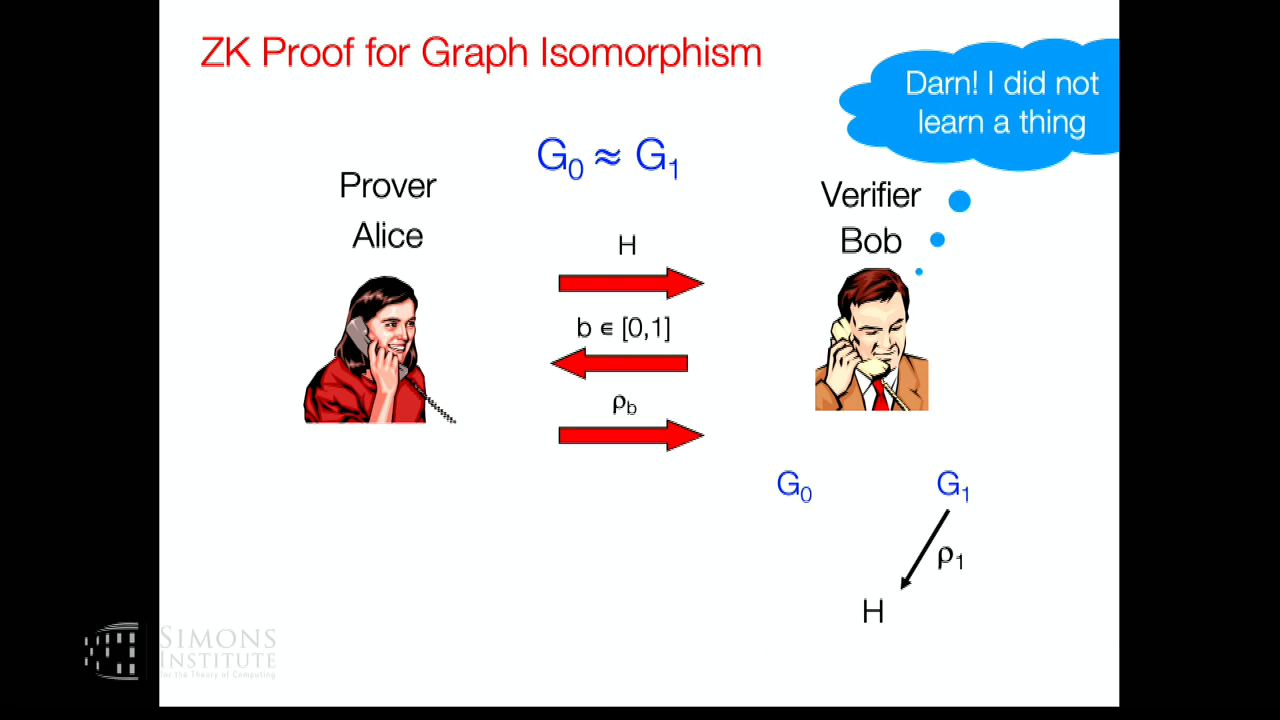 ZK Proof for Graph Isomorphism
Darn! I did not
learn a thing
G₀ ≈ G₁
Prover
Alice
Verifier
Bob
H
b ∈ [0,1]
ρb
G₀
G₁
ρ₁
H
SIMONS
INSTITUTE
for the Theory of Computing